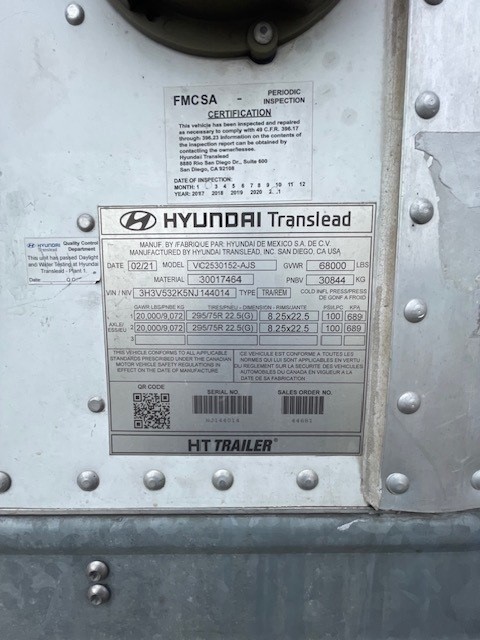 FMCSA - PERIODIC INSPECTION
CERTIFICATION
This vehicle has been inspected and repaired
as necessary to comply with 49 C.F.R. 396.17
through 396.23 Information on the contents of
the inspection report can be obtained by
contacting the owner/lessee.
Hyundai Translead
8880 Rio San Diego Dr., Suite 600
San Diego, CA 92108
DATE OF INSPECTION:
MONTH: 1 3 4 5 6 7 8 9 10 11 12
YEAR: 2017 2018 2019 2020
HYUNDAI Translead
MANUF. BY /FABRIQUE PAR: HYUNDAI DE MEXICO S.A. DE C.V.
MANUFACTURED BY HYUNDAI TRANSLEAD, INC. SAN DIEGO, CA USA
DATE 02/21 MODEL VIC2530152-AJS GVWR 68000 LBS
MATERIAL 30017464 PNBV 30844 KG
VIN / NIV 3H3V532K5NJ144014 TYPE TRA/REM COLD INFL PRESS/PRESS DE GONF A FROID
GAWR LBS/PNBE KG TIRES/PNEU - DIMENSION - RIMS/JANTE PSI/LPC KPA
AXLE/ESSIEU
1 20,000/9,072 295/75R 22.5(G) 8.25x22.5 100 689
2 20,000/9,072 295/75R 22.5(G) 8.25x22.5 100 689
3
THIS VEHICLE CONFORMS TO ALL APPLICABLE
STANDARDS PRESCRIBED UNDER THE CANADIAN
MOTOR VEHICLE SAFETY REGULATIONS IN
EFFECT ON THE DATE OF MANUFACTURE
CE VEHICULE EST CONFORME A TOUTES LES
NORMES QUI LUI SONT APPLICABLES EN VERTU
DU REGLEMENT SUR LA SECURITE DES VEHICULES
AUTOMOBILES DU CANADA EN VIGUEUR A LA
DATE DE SA FABRICATION
QR CODE
SERIAL NO.
SALES ORDER NO.
HT TRAILER®
HYUNDAI Translead
Quality Control Department
This unit has passed Daylight
and Water Testing at Hyundai
Translead - Plant 1.
Date: